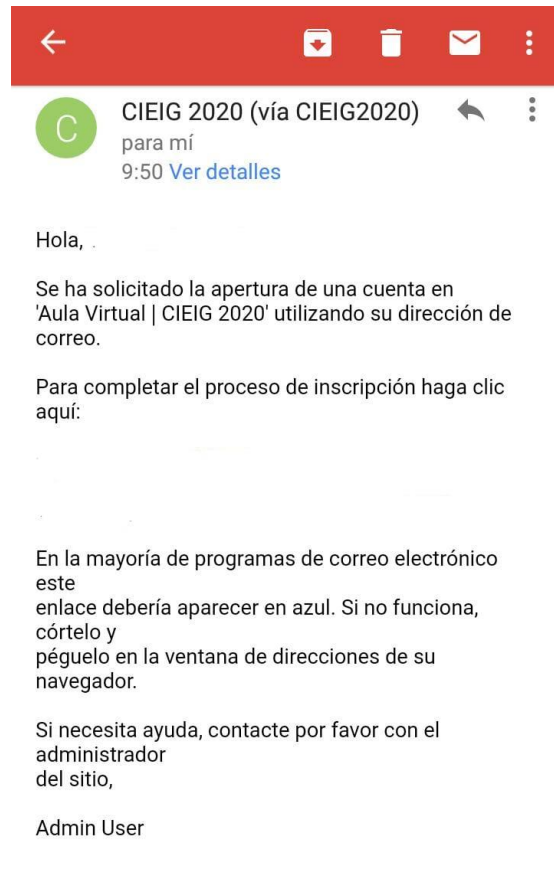 C
CIEIG 2020 (vía CIEIG2020)
para mí
9:50 Ver detalles
Hola,
Se ha solicitado la apertura de una cuenta en
'Aula Virtual | CIEIG 2020' utilizando su dirección de
correo.
Para completar el proceso de inscripción haga clic
aquí:
En la mayoría de programas de correo electrónico
este
enlace debería aparecer en azul. Si no funciona,
córtelo y
péguelo en la ventana de direcciones de su
navegador.
Si necesita ayuda, contacte por favor con el
administrador
del sitio,
Admin User